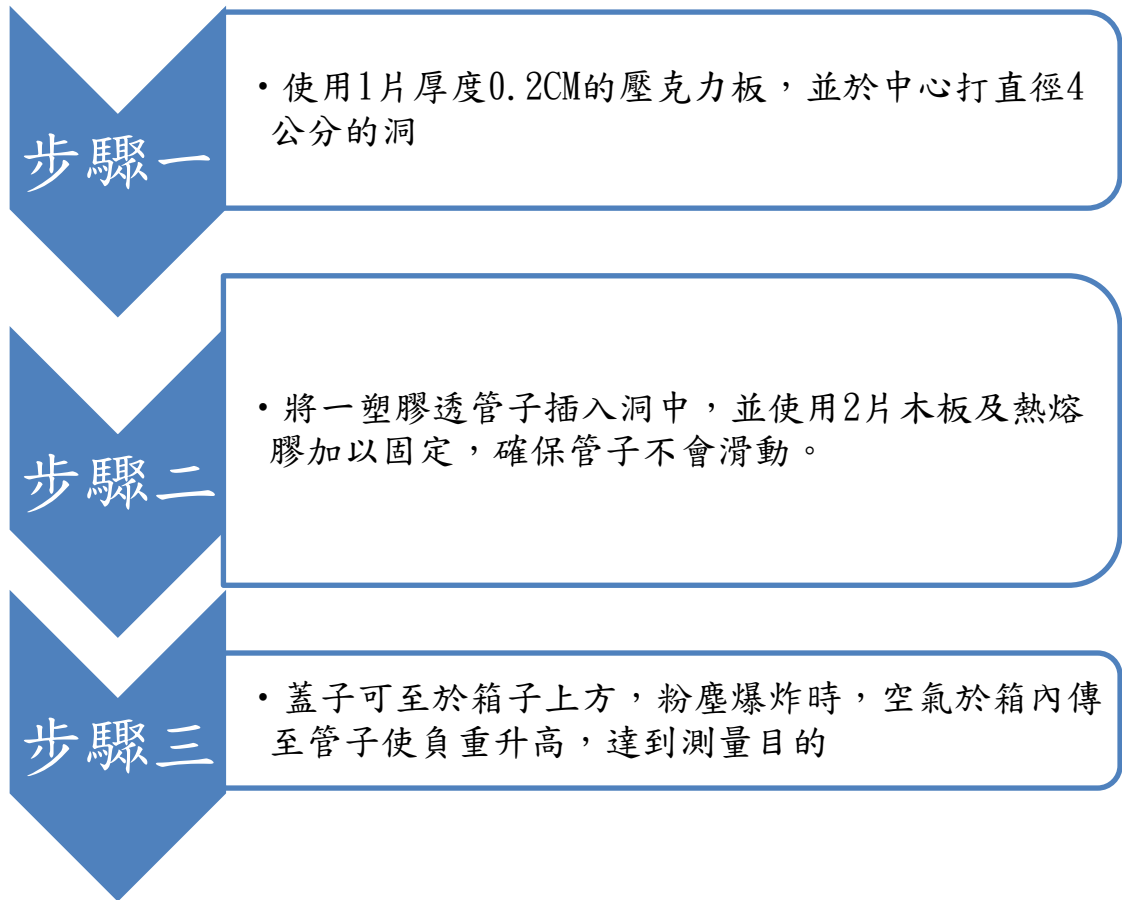 步驟一
•使用1片厚度0.2CM的壓克力板，並於中心打直徑4
公分的洞
步驟二
•將一塑膠透管子插入洞中，並使用2片木板及熱熔
膠加以固定，確保管子不會滑動。
步驟三
•蓋子可至於箱子上方，粉塵爆炸時，空氣於箱內傳
至管子使負重升高，達到測量目的